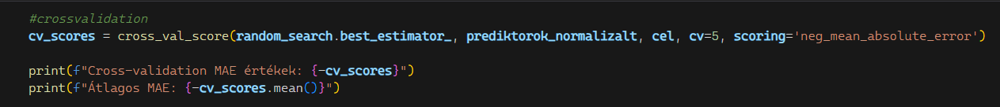 #crossvalidation
cv_scores = cross_val_score(random_search.best_estimator_, prediktorok_normalizalt, cel, cv=5, scoring='neg_mean_absolute_error')
print(f"Cross-validation MAE értékek: {-cv_scores}")
print(f"Átlagos MAE: {-cv_scores.mean()}")